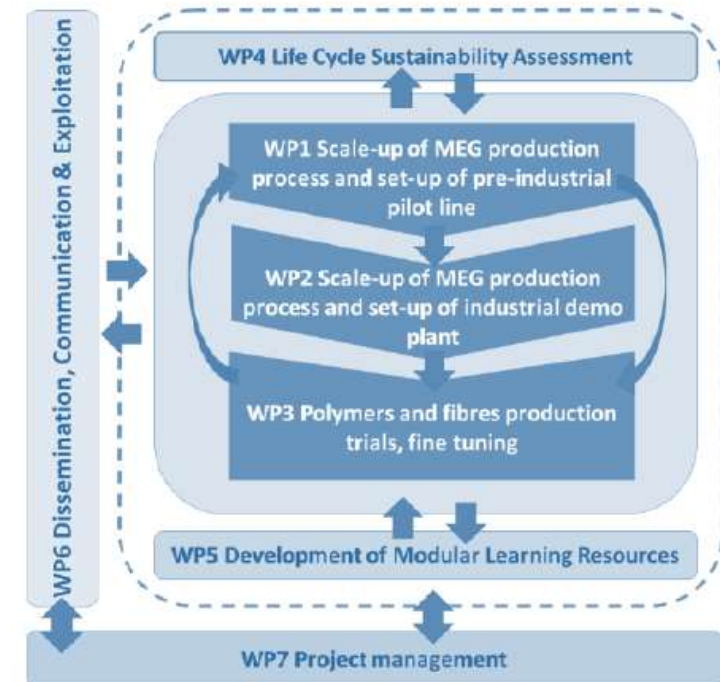 WP6 Dissemination, Communication & Exploitation
WP4 Life Cycle Sustainability Assessment
WP1 Scale-up of MEG production
process and set-up of pre-industrial
pilot line
WP2 Scale-up of MEG production
process and set-up of industrial demo
plant
WP3 Polymers and fibres production
trials, fine tuning
WP5 Development of Modular Learning Resources
WP7 Project management